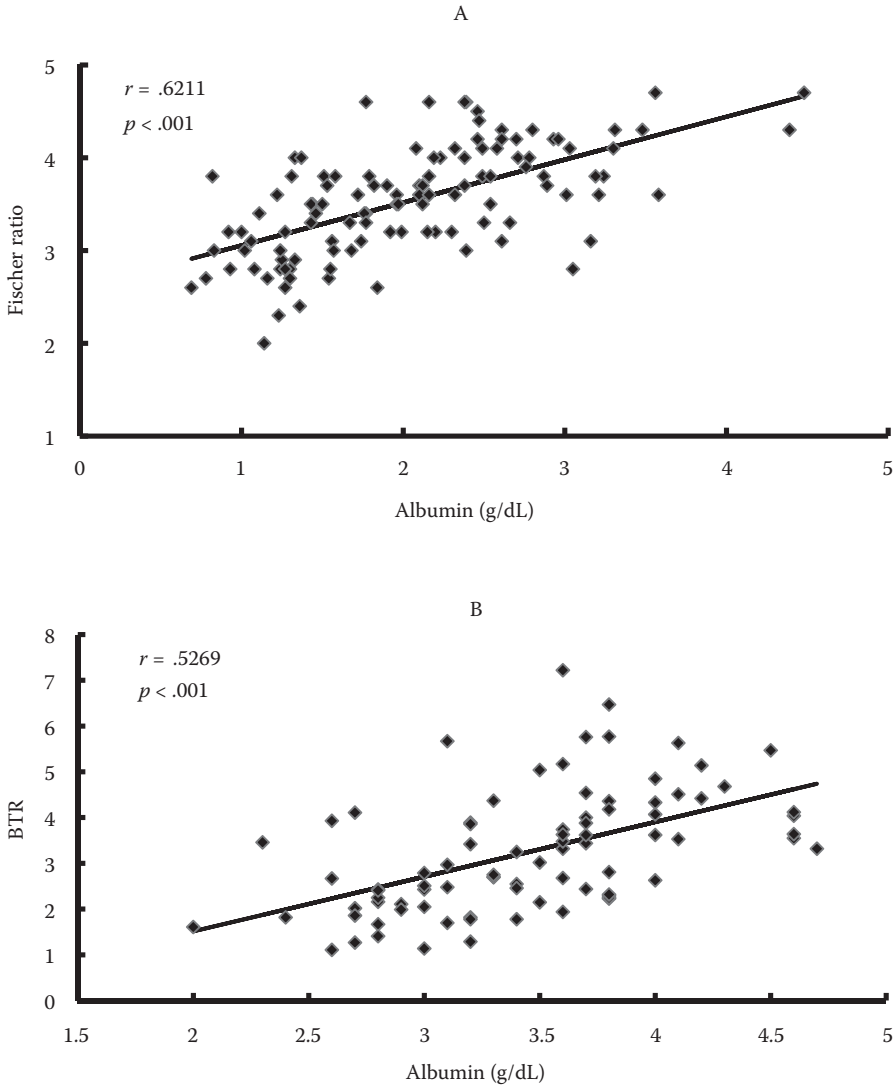 A
r = .6211
p < .001
5
4
3
2
1
Fischer ratio
0 1 2 3 4 5
Albumin (g/dL)
B
r = .5269
p < .001
8
7
6
5
4
3
2
1
0
BTR
1.5 2 2.5 3 3.5 4 4.5 5
Albumin (g/dL)